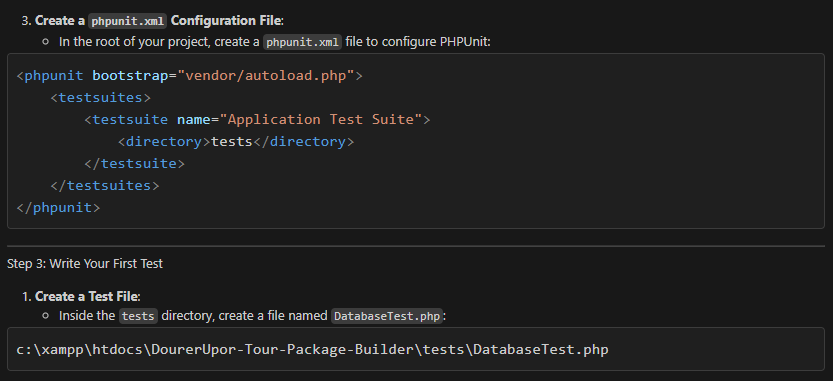 3. Create a phpunit.xml Configuration File:
In the root of your project, create a phpunit.xml file to configure PHPUnit:
<phpunit bootstrap="vendor/autoload.php">
    <testsuites>
        <testsuite name="Application Test Suite">
            <directory>tests</directory>
        </testsuite>
    </testsuites>
</phpunit>
Step 3: Write Your First Test
1. Create a Test File:
Inside the tests directory, create a file named DatabaseTest.php:
c:\xampp\htdocs\DourerUpor-Tour-Package-Builder\tests\DatabaseTest.php